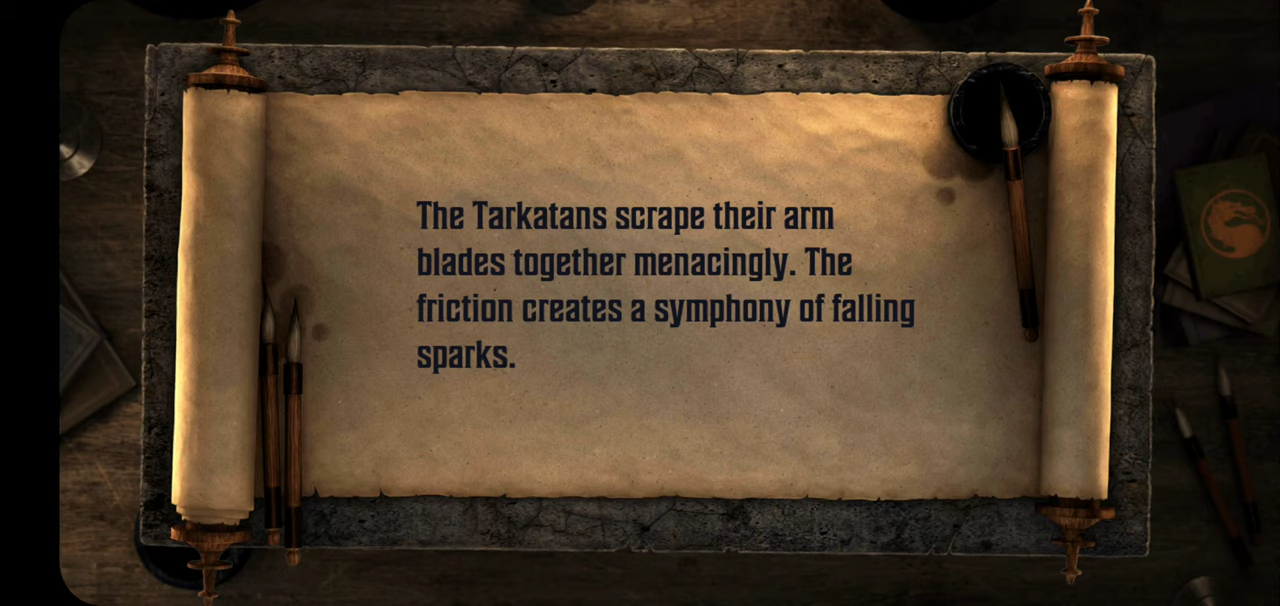 The Tarkatans scrape their arm
blades together menacingly. The
friction creates a symphony of falling
sparks.